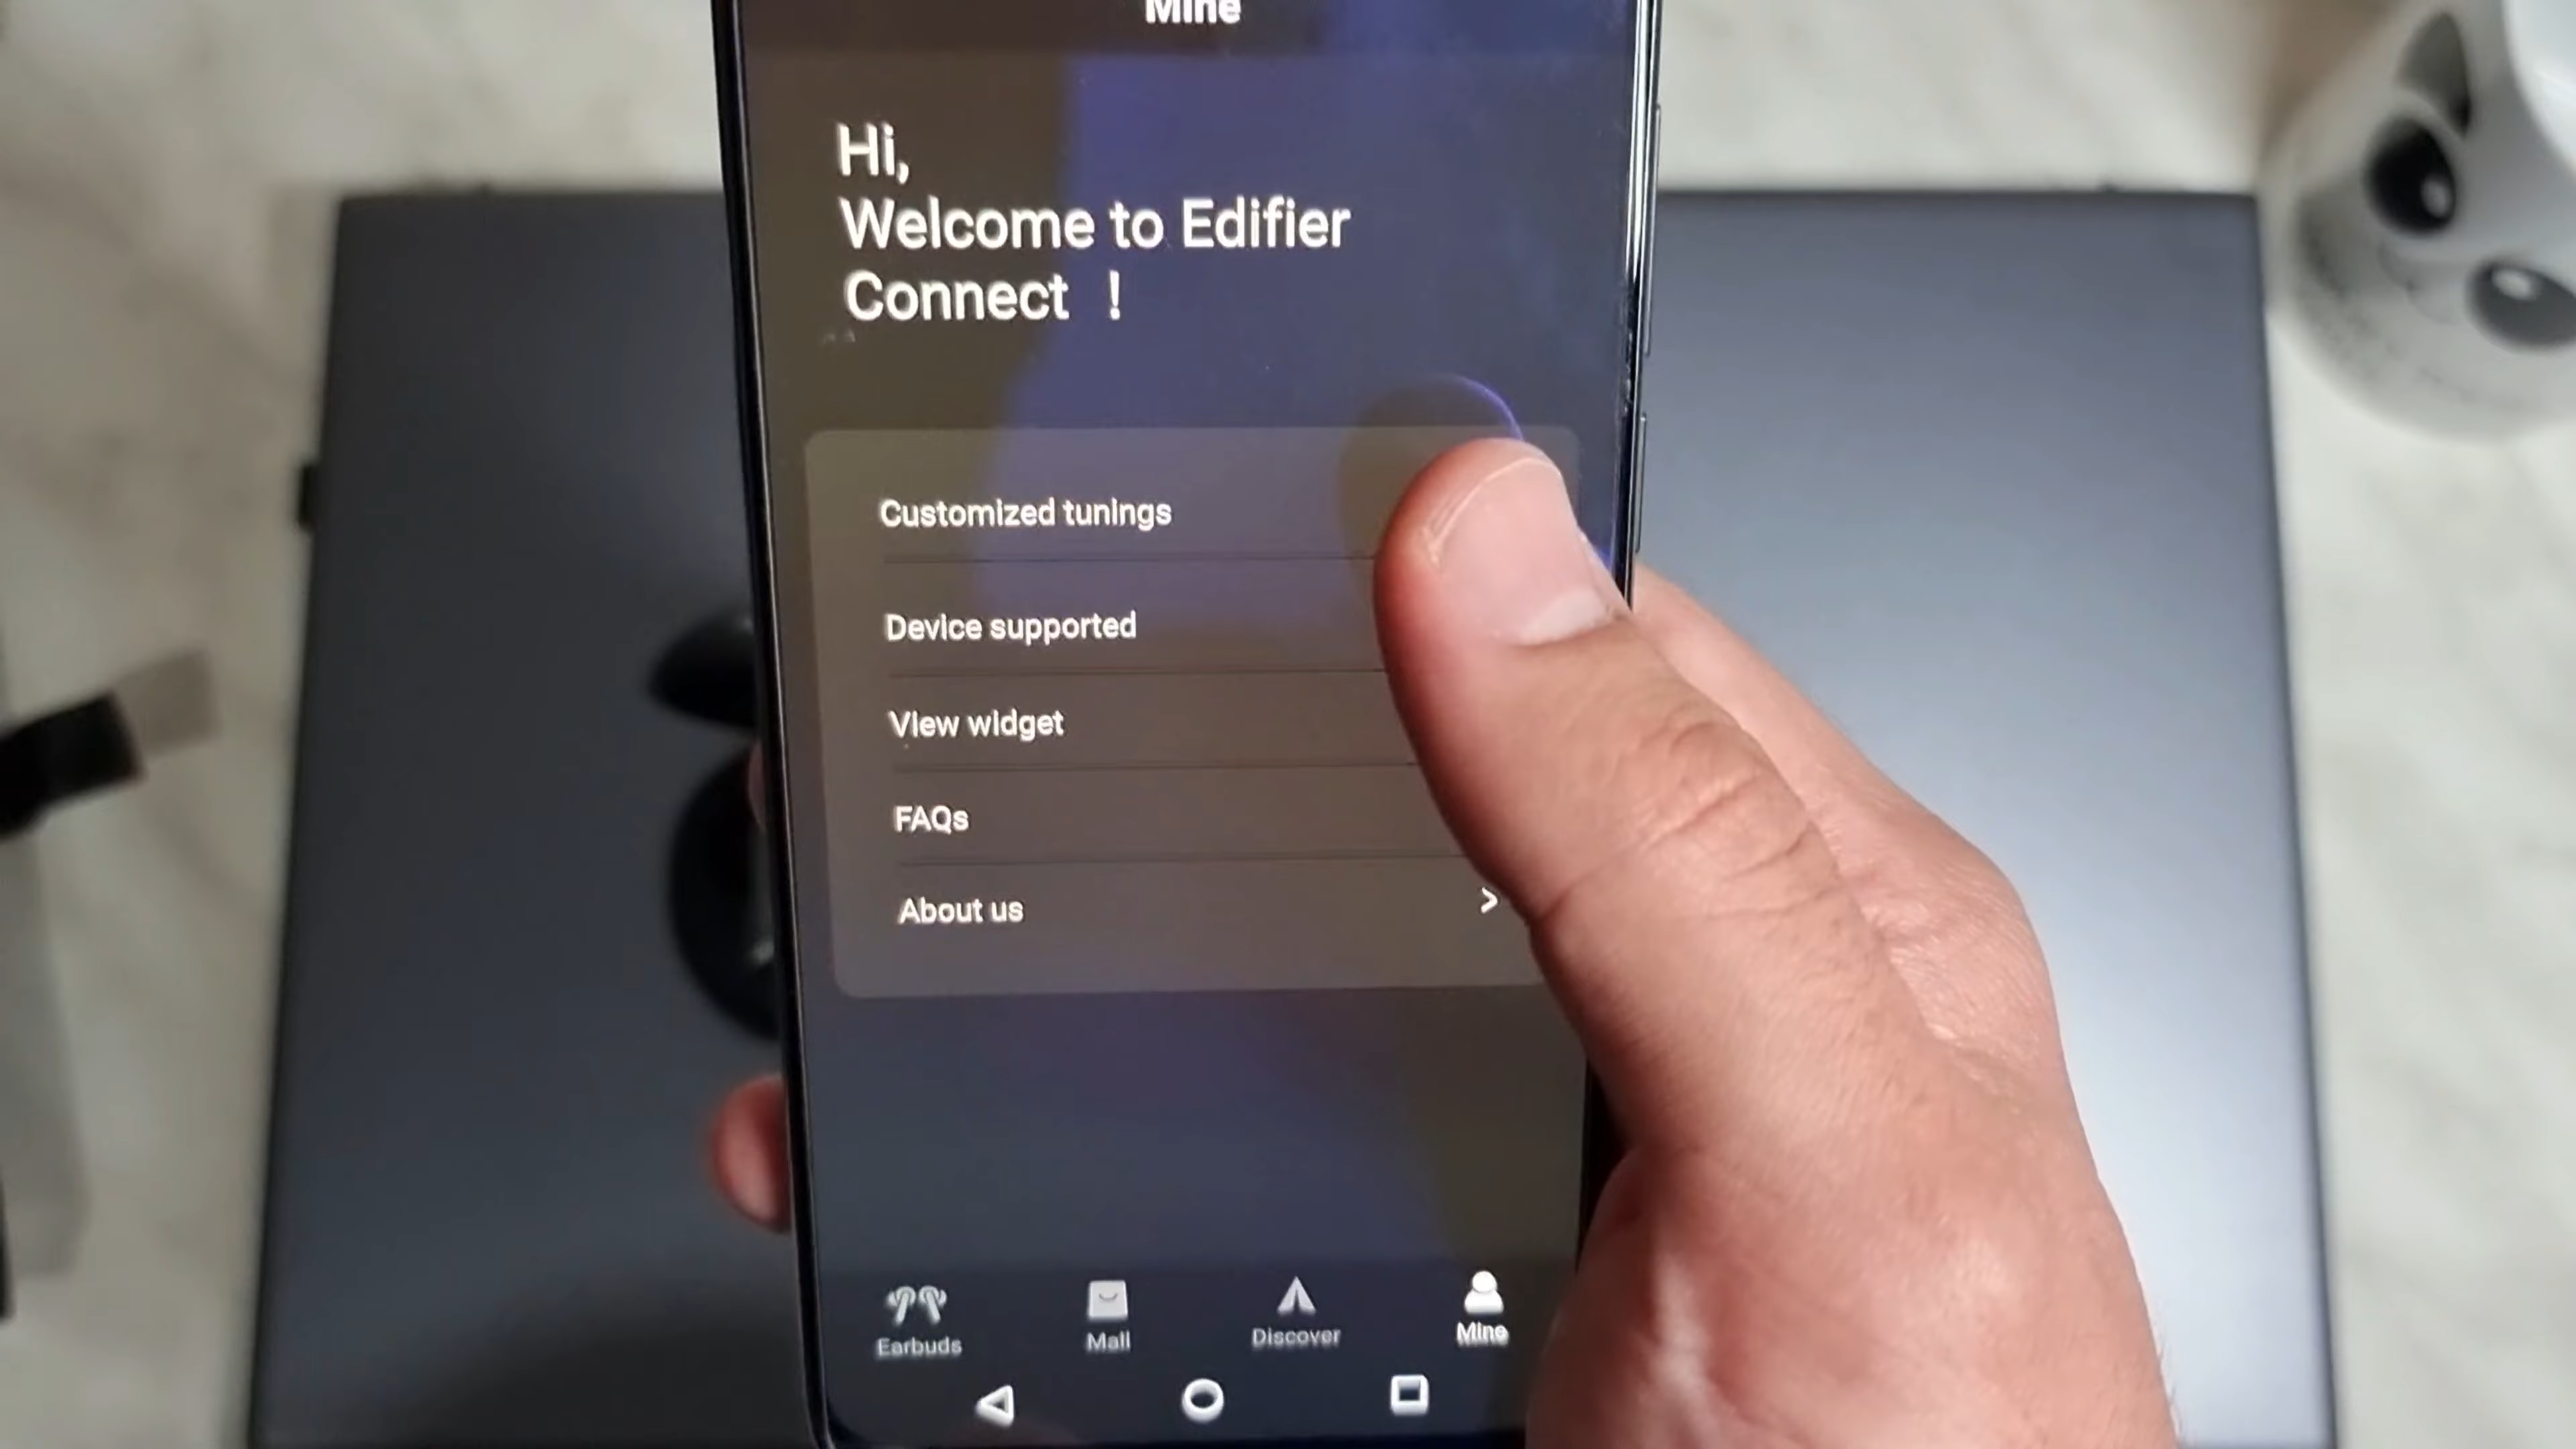 Mine
Hi,
Welcome to Edifier
Connect !
Customized tunings
Device supported
View widget
FAQs
About us >
Earbuds
Mall
Discover
Mine